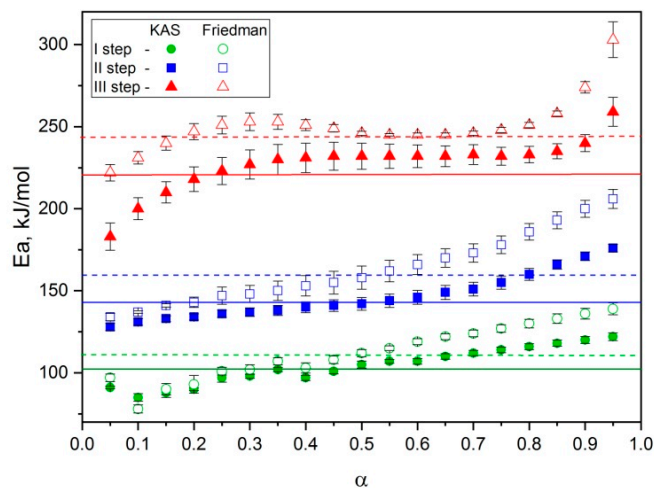 KAS Friedman
I step -
II step -
III step -
Ea, kJ/mol
300
250
200
150
100
0.0 0.1 0.2 0.3 0.4 0.5 0.6 0.7 0.8 0.9 1.0
α